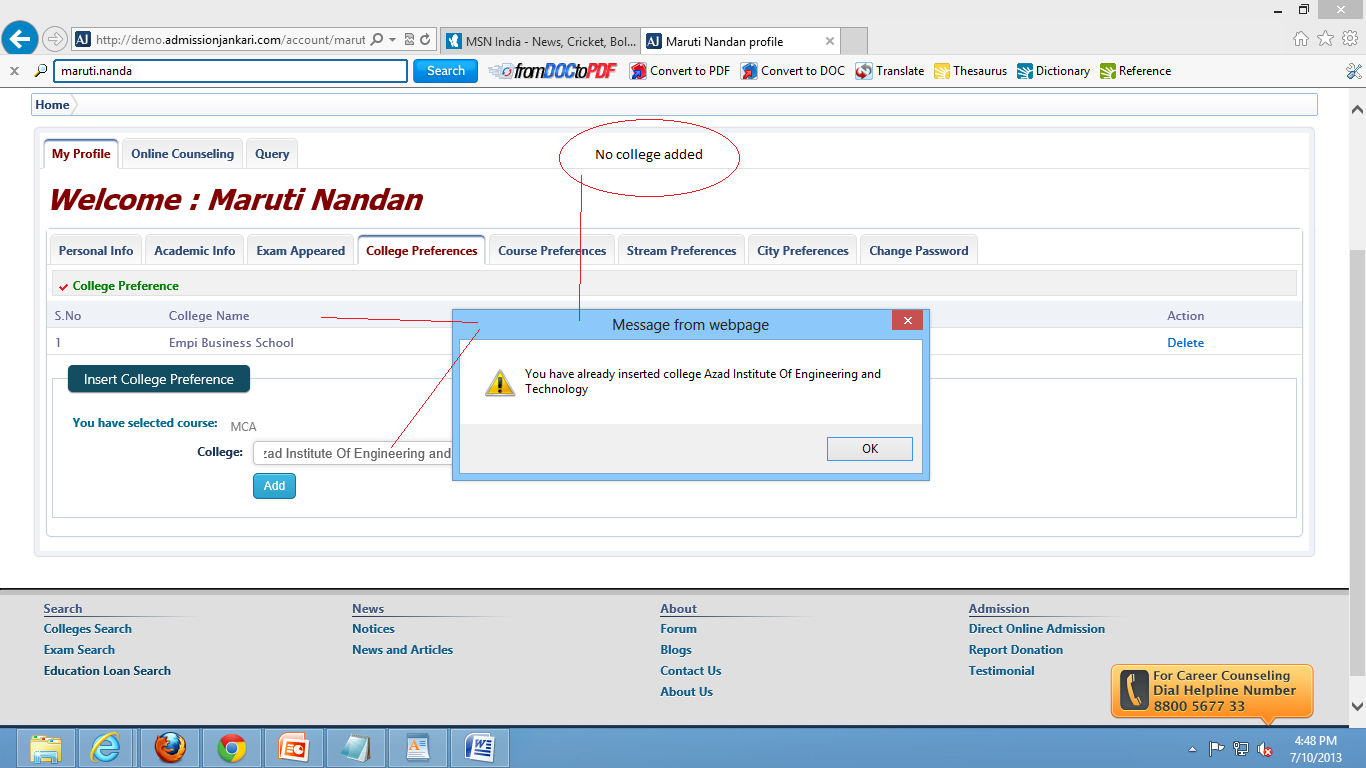 http://demo.admissionjankari.com/account/marut
MSN India - News, Cricket, Bol...
AJ Maruti Nandan profile
maruti.nanda
Search
fromDOCtoPDF
Convert to PDF
Convert to DOC
Translate
Thesaurus
Dictionary
Reference
Home
My Profile
Online Counseling
Query
No college added
Welcome : Maruti Nandan
Personal Info
Academic Info
Exam Appeared
College Preferences
Course Preferences
Stream Preferences
City Preferences
Change Password
College Preference
S.No
College Name
Action
1
Empi Business School
Delete
Message from webpage
You have already inserted college Azad Institute Of Engineering and
Technology
OK
Insert College Preference
You have selected course: MCA
College: zad Institute Of Engineering and
Add
Search
Colleges Search
Exam Search
Education Loan Search
News
Notices
News and Articles
About
Forum
Blogs
Contact Us
About Us
Admission
Direct Online Admission
Report Donation
Testimonial
For Career Counseling
Dial Helpline Number
8800 5677 33
4:48 PM
7/10/2013